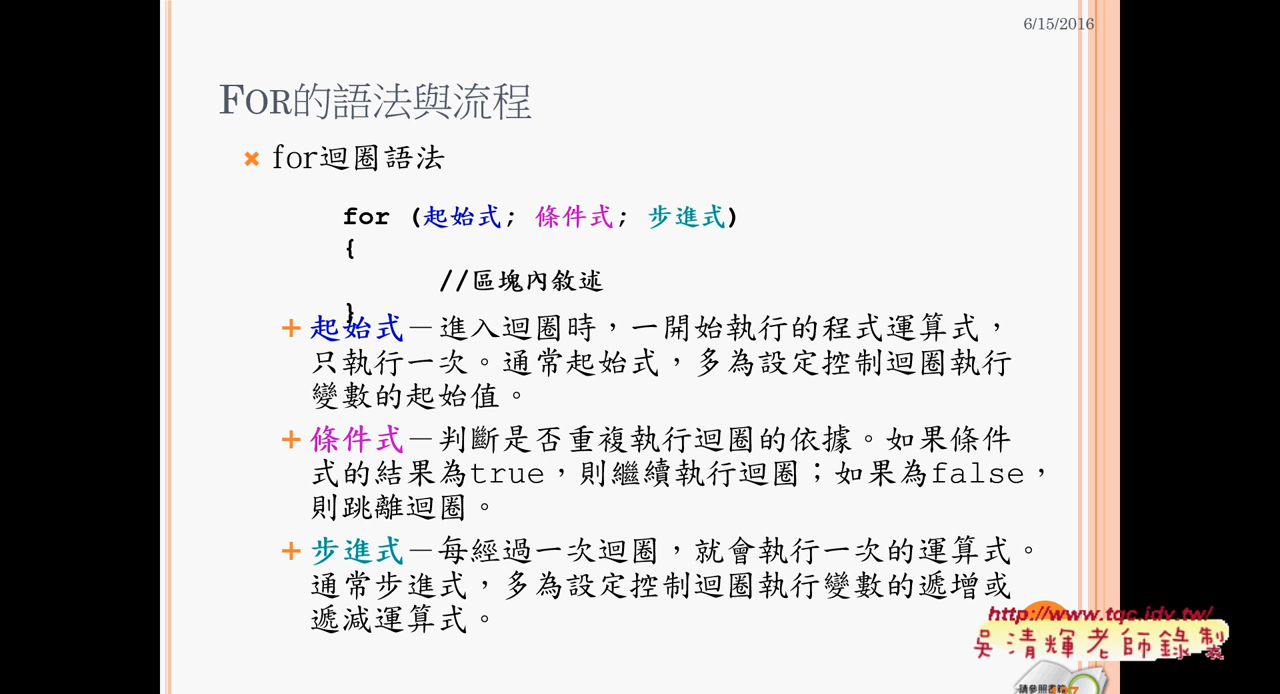 6/15/2016
FOR的語法與流程
for迴圈語法
for (起始式; 條件式; 步進式)
{
//區塊內敘述
}
起始式－進入迴圈時，一開始執行的程式運算式，
只執行一次。通常起始式，多為設定控制迴圈執行
變數的起始值。
條件式－判斷是否重複執行迴圈的依據。如果條件
式的結果為true，則繼續執行迴圈；如果為false，
則跳離迴圈。
步進式－每經過一次迴圈，就會執行一次的運算式。
通常步進式，多為設定控制迴圈執行變數的遞增或
遞減運算式。
http://www.tqc.idv.tw/
吳清輝老師錄製